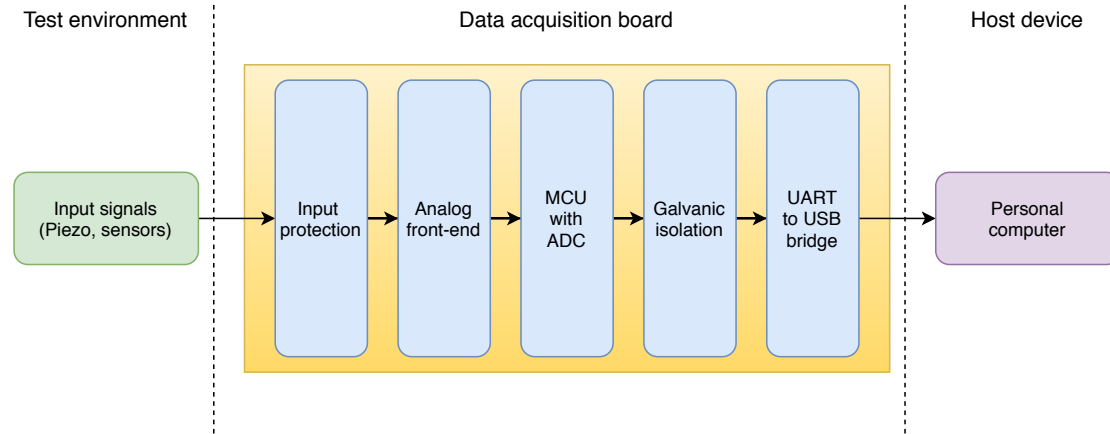 Test environment
Data acquisition board
Host device
Input signals
(Piezo, sensors)
Input
protection
Analog
front-end
MCU
with
ADC
Galvanic
isolation
UART
to USB
bridge
Personal
computer